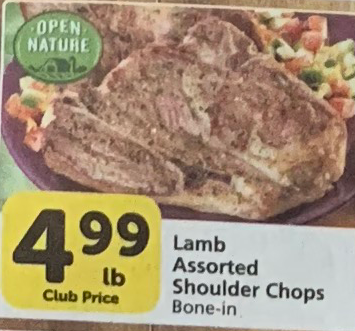 OPEN
NATURE
4.99
lb
Club Price
Lamb
Assorted
Shoulder Chops
Bone-in